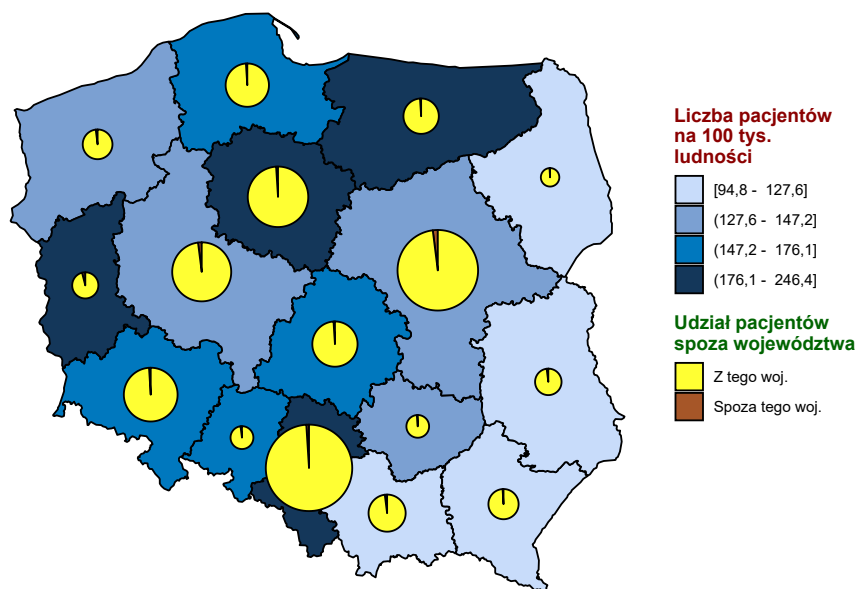 Liczba pacjentów
na 100 tys.
ludności
[94,8 - 127,6]
(127,6 - 147,2]
(147,2 - 176,1]
(176,1 - 246,4]
Udział pacjentów
spoza województwa
Z tego woj.
Spoza tego woj.